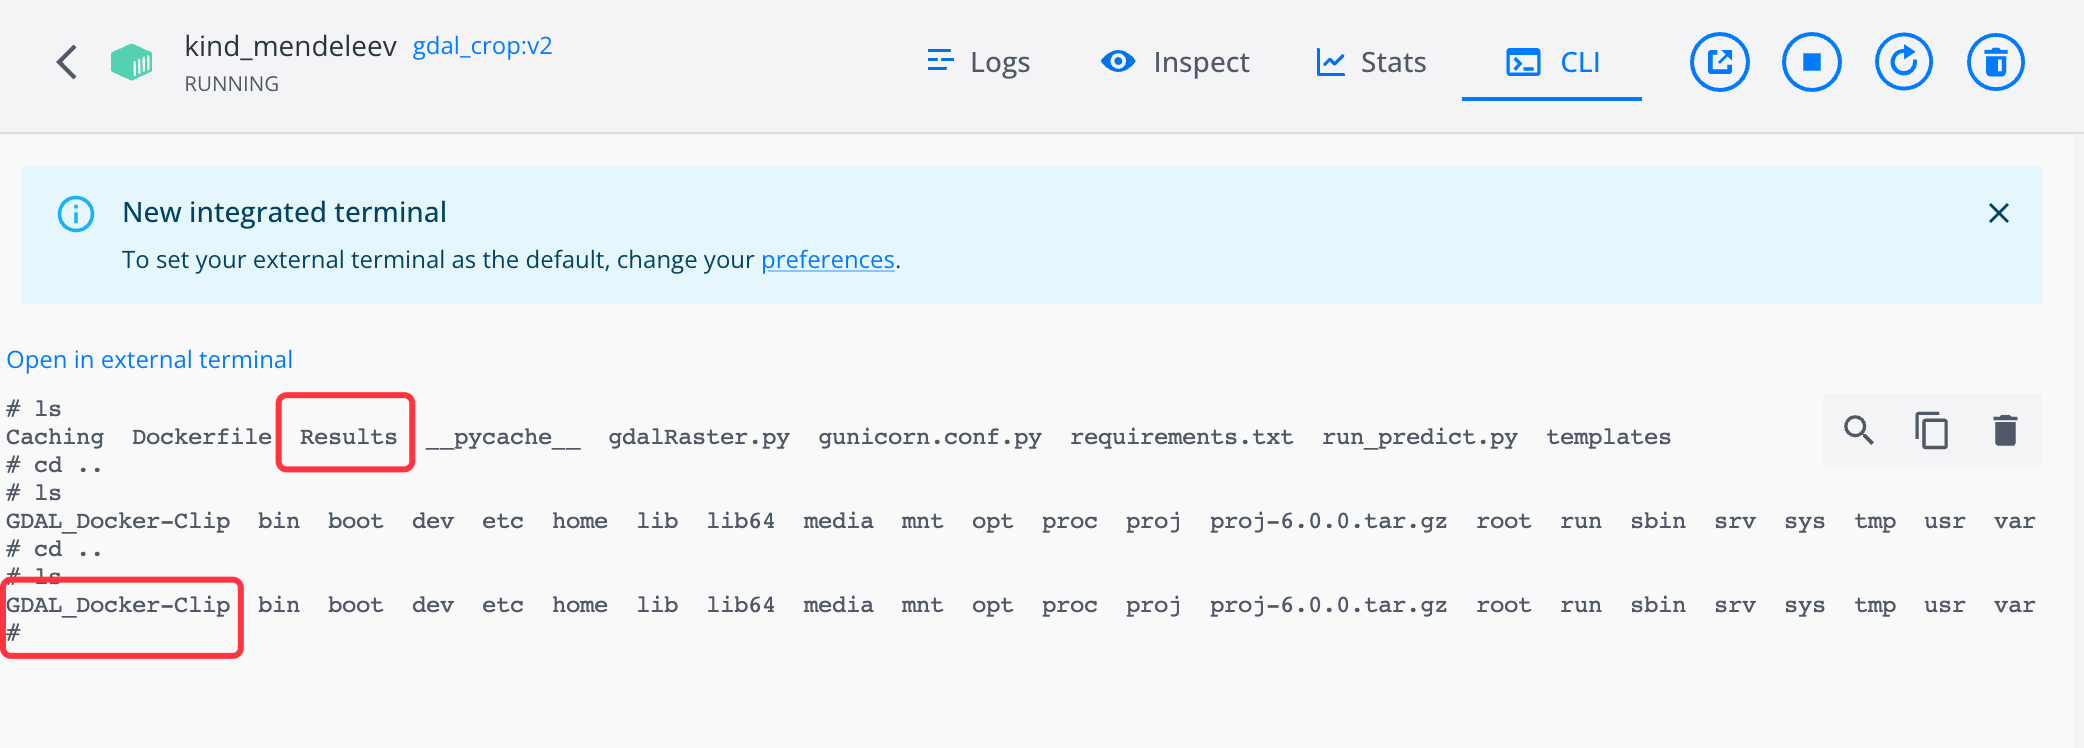 kind_mendeleev gdal_crop:v2
RUNNING
Logs Inspect Stats CLI
New integrated terminal
To set your external terminal as the default, change your preferences.
Open in external terminal
# ls
Caching  Dockerfile  Results  __pycache__  gdalRaster.py  gunicorn.conf.py  requirements.txt  run_predict.py  templates
# cd ..
# ls
GDAL_Docker-Clip  bin  boot  dev  etc  home  lib  lib64  media  mnt  opt  proc  proj  proj-6.0.0.tar.gz  root  run  sbin  srv  sys  tmp  usr  var
# cd ..
# ls
GDAL_Docker-Clip  bin  boot  dev  etc  home  lib  lib64  media  mnt  opt  proc  proj  proj-6.0.0.tar.gz  root  run  sbin  srv  sys  tmp  usr  var
#